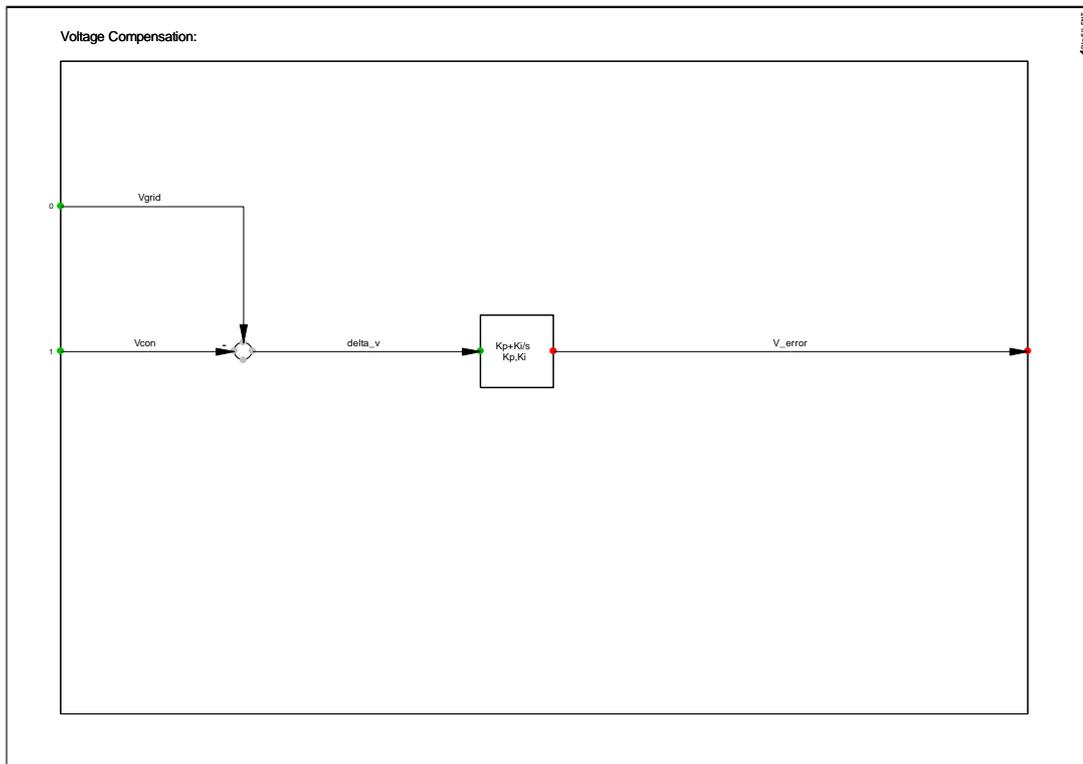 Voltage Compensation:
Vgrid
0
Vcon
-
1
delta_v
Kp+Ki/s
Kp,Ki
V_error